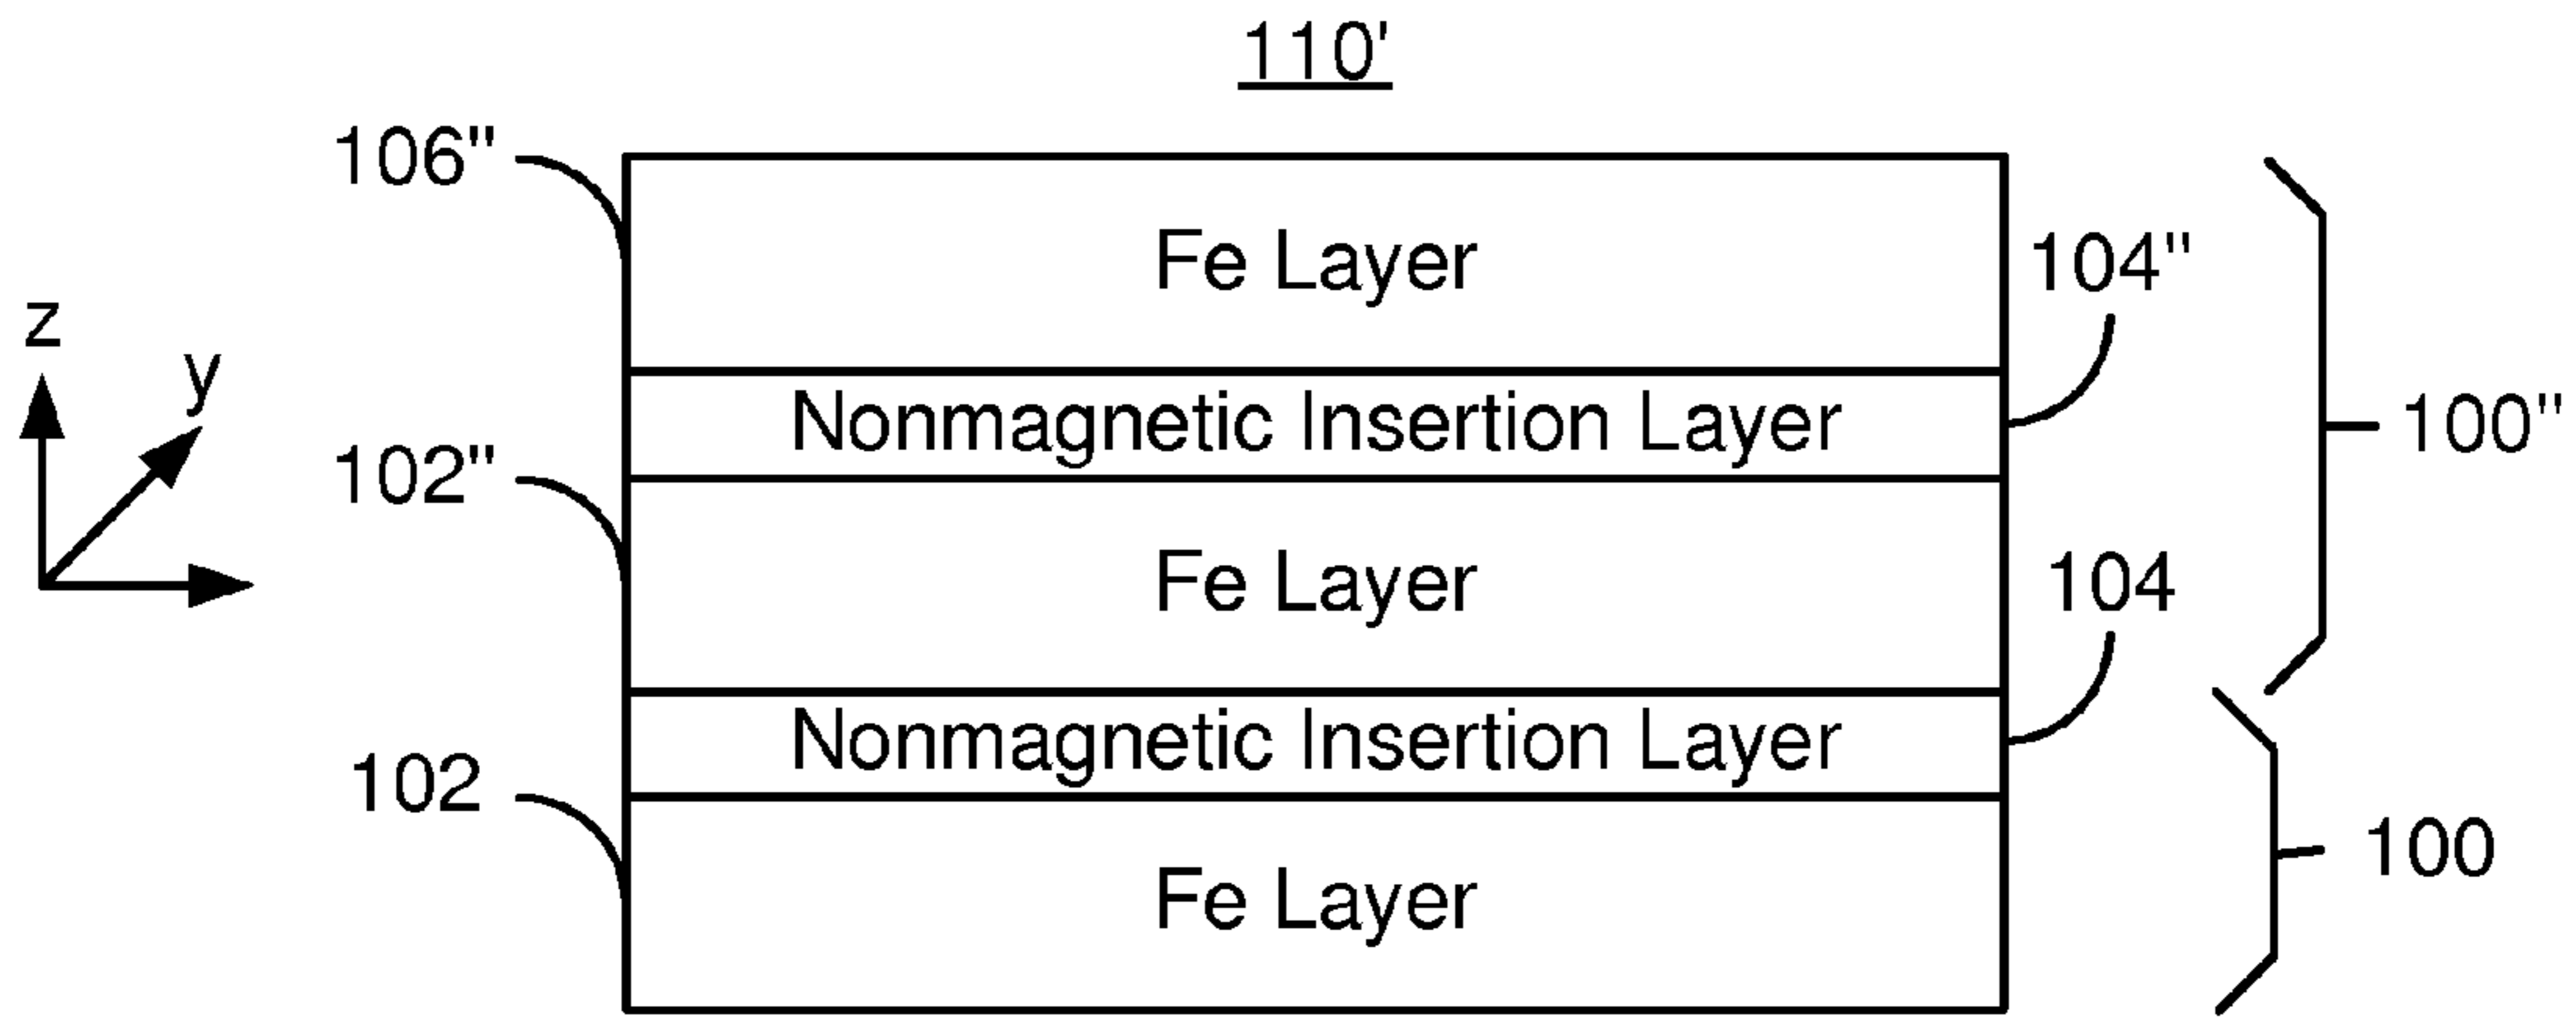 110'
106"
Fe Layer
104"
z
y
Nonmagnetic Insertion Layer
100"
102"
Fe Layer
104
Nonmagnetic Insertion Layer
102
Fe Layer
100